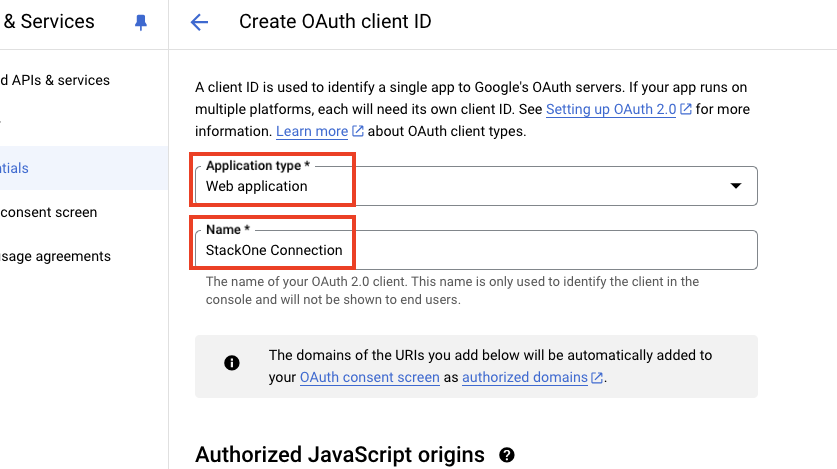 & Services
Create OAuth client ID
d APIs & services
ntials
consent screen
sage agreements
A client ID is used to identify a single app to Google's OAuth servers. If your app runs on
multiple platforms, each will need its own client ID. See Setting up OAuth 2.0 for more
information. Learn more about OAuth client types.
Application type *
Web application
Name *
StackOne Connection
The name of your OAuth 2.0 client. This name is only used to identify the client in the
console and will not be shown to end users.
The domains of the URIs you add below will be automatically added to
your OAuth consent screen as authorized domains.
Authorized JavaScript origins